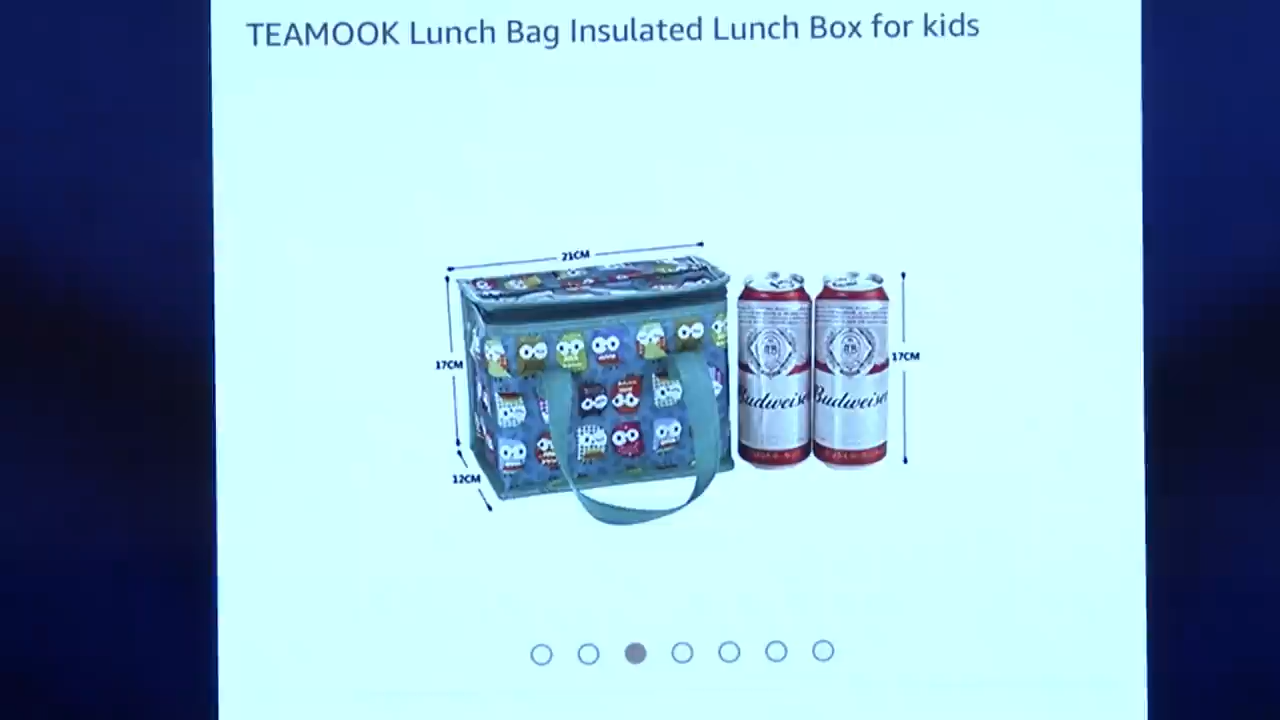 TEAMOOK Lunch Bag Insulated Lunch Box for kids
21CM
17CM
12CM
17CM
Budweiser
Budweiser